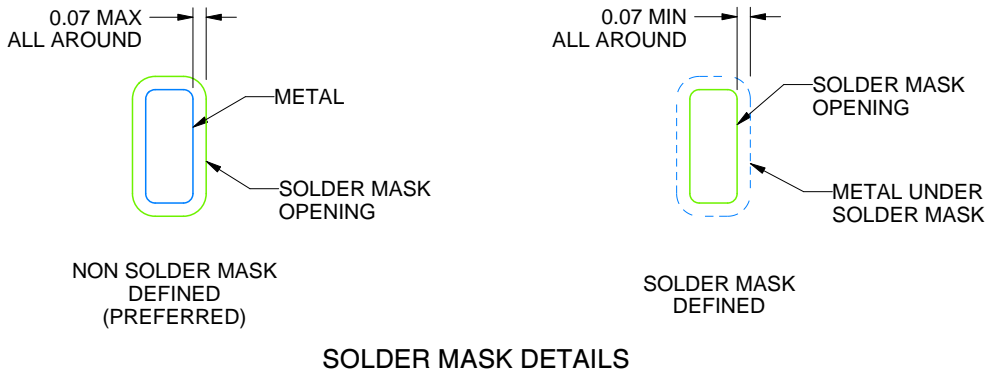 0.07 MAX
ALL AROUND
METAL
SOLDER MASK
OPENING
NON SOLDER MASK
DEFINED
(PREFERRED)
0.07 MIN
ALL AROUND
SOLDER MASK
OPENING
METAL UNDER
SOLDER MASK
SOLDER MASK
DEFINED
SOLDER MASK DETAILS